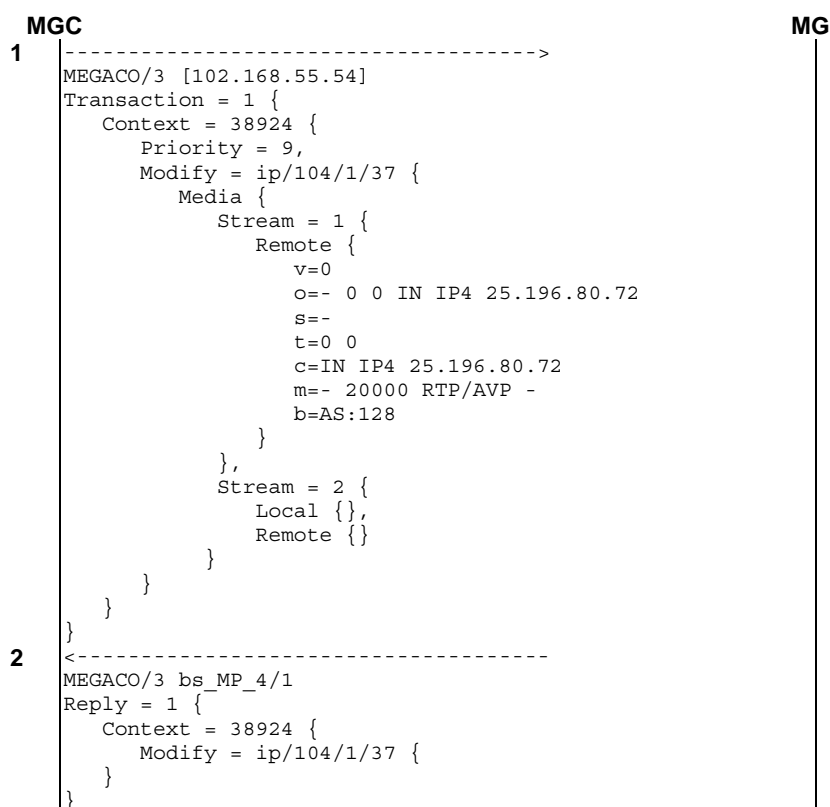 MGC MG
1 ------------------------------------->
MEGACO/3 [102.168.55.54]
Transaction = 1 {
   Context = 38924 {
      Priority = 9,
      Modify = ip/104/1/37 {
         Media {
            Stream = 1 {
               Remote {
                  v=0
                  o=- 0 0 IN IP4 25.196.80.72
                  s=-
                  t=0 0
                  c=IN IP4 25.196.80.72
                  m=- 20000 RTP/AVP -
                  b=AS:128
               }
            },
            Stream = 2 {
               Local {},
               Remote {}
            }
      }
   }
}
2 <-------------------------------------
MEGACO/3 bs_MP_4/1
Reply = 1 {
   Context = 38924 {
      Modify = ip/104/1/37 {
   }
}